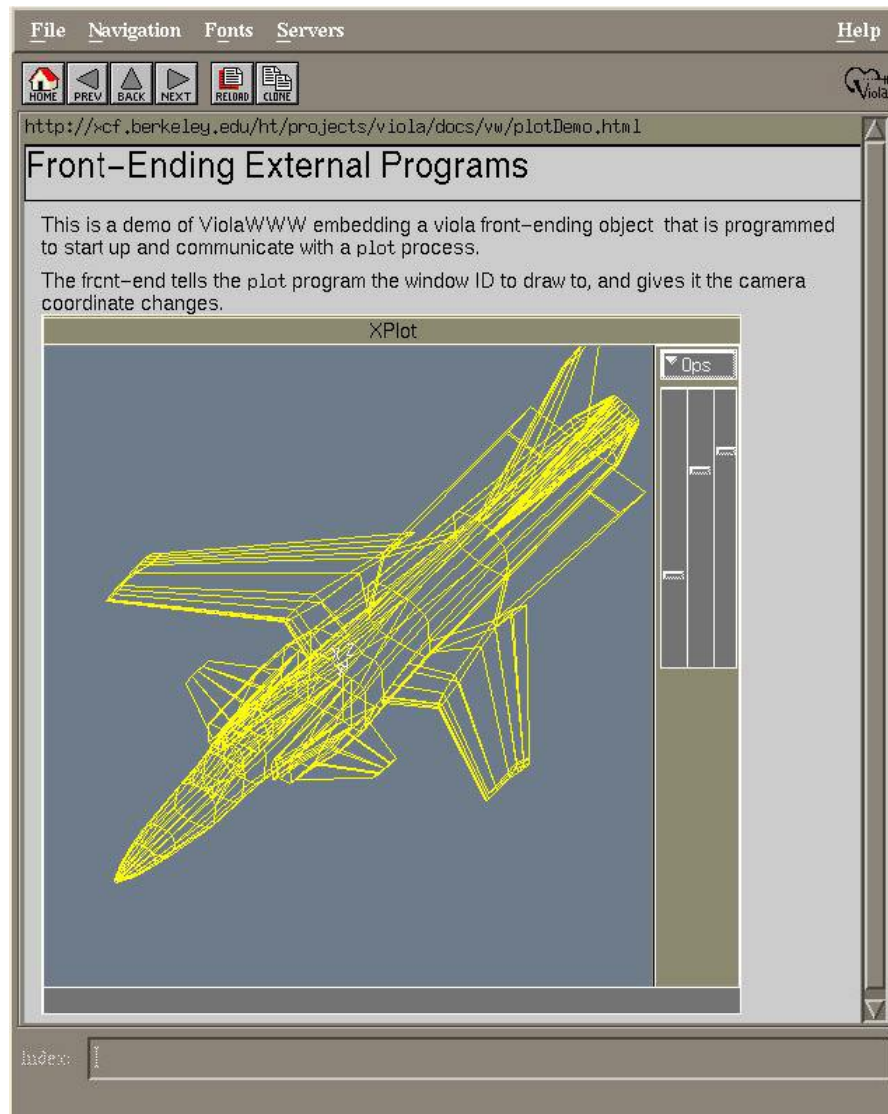 File Navigation Fonts Servers Help
HOME PREV BACK NEXT RELOAD CLONE
Viola
http://xcf.berkeley.edu/ht/projects/viola/docs/vw/plotDemo.html
Front-Ending External Programs
This is a demo of ViolaWWW embedding a viola front-ending object that is programmed
to start up and communicate with a plot process.
The front-end tells the plot program the window ID to draw to, and gives it the camera
coordinate changes.
XPlot
Ops
Index: